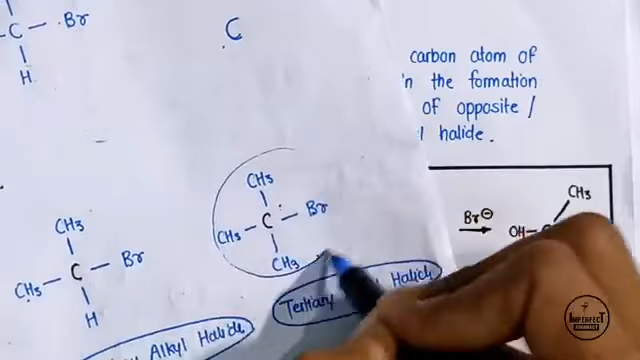 C — Br
H
C
carbon atom of
the formation
of opposite /
halide.
CH3
C — Br
CH3
CH3
CH3
C — Br
CH3
H
Br⊖
CH3
OH—
Alkyl Halide
Tertiary Halide
IMPERFECT
PHARMACY